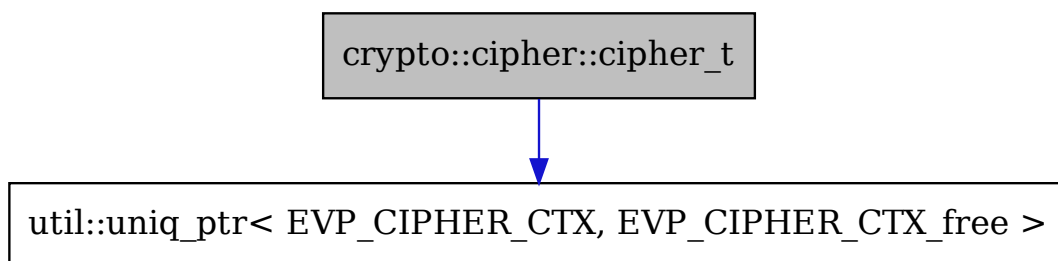 crypto::cipher::cipher_t
util::uniq_ptr< EVP_CIPHER_CTX, EVP_CIPHER_CTX_free >